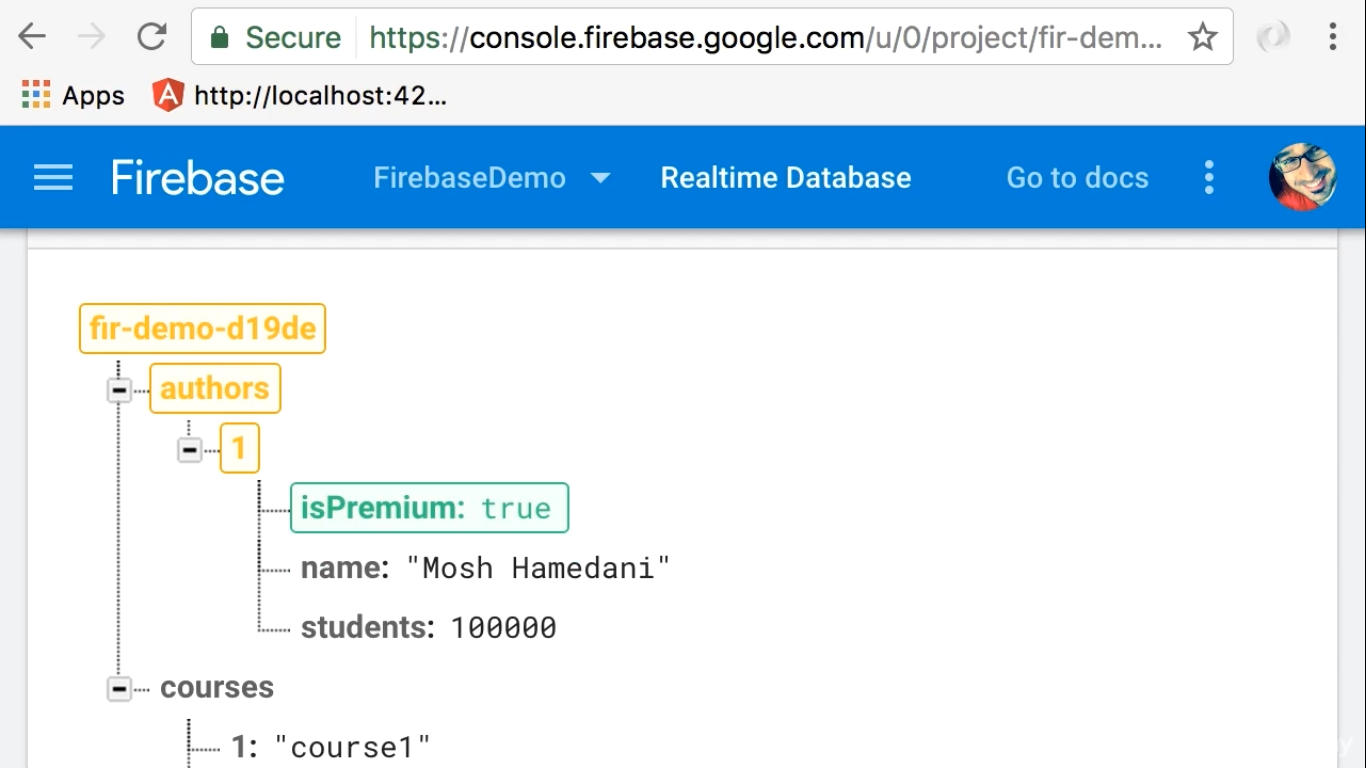 Secure https://console.firebase.google.com/u/0/project/fir-dem...
Apps http://localhost:42...
Firebase FirebaseDemo Realtime Database Go to docs
fir-demo-d19de
authors
1
isPremium: true
name: "Mosh Hamedani"
students: 100000
courses
1: "course1"